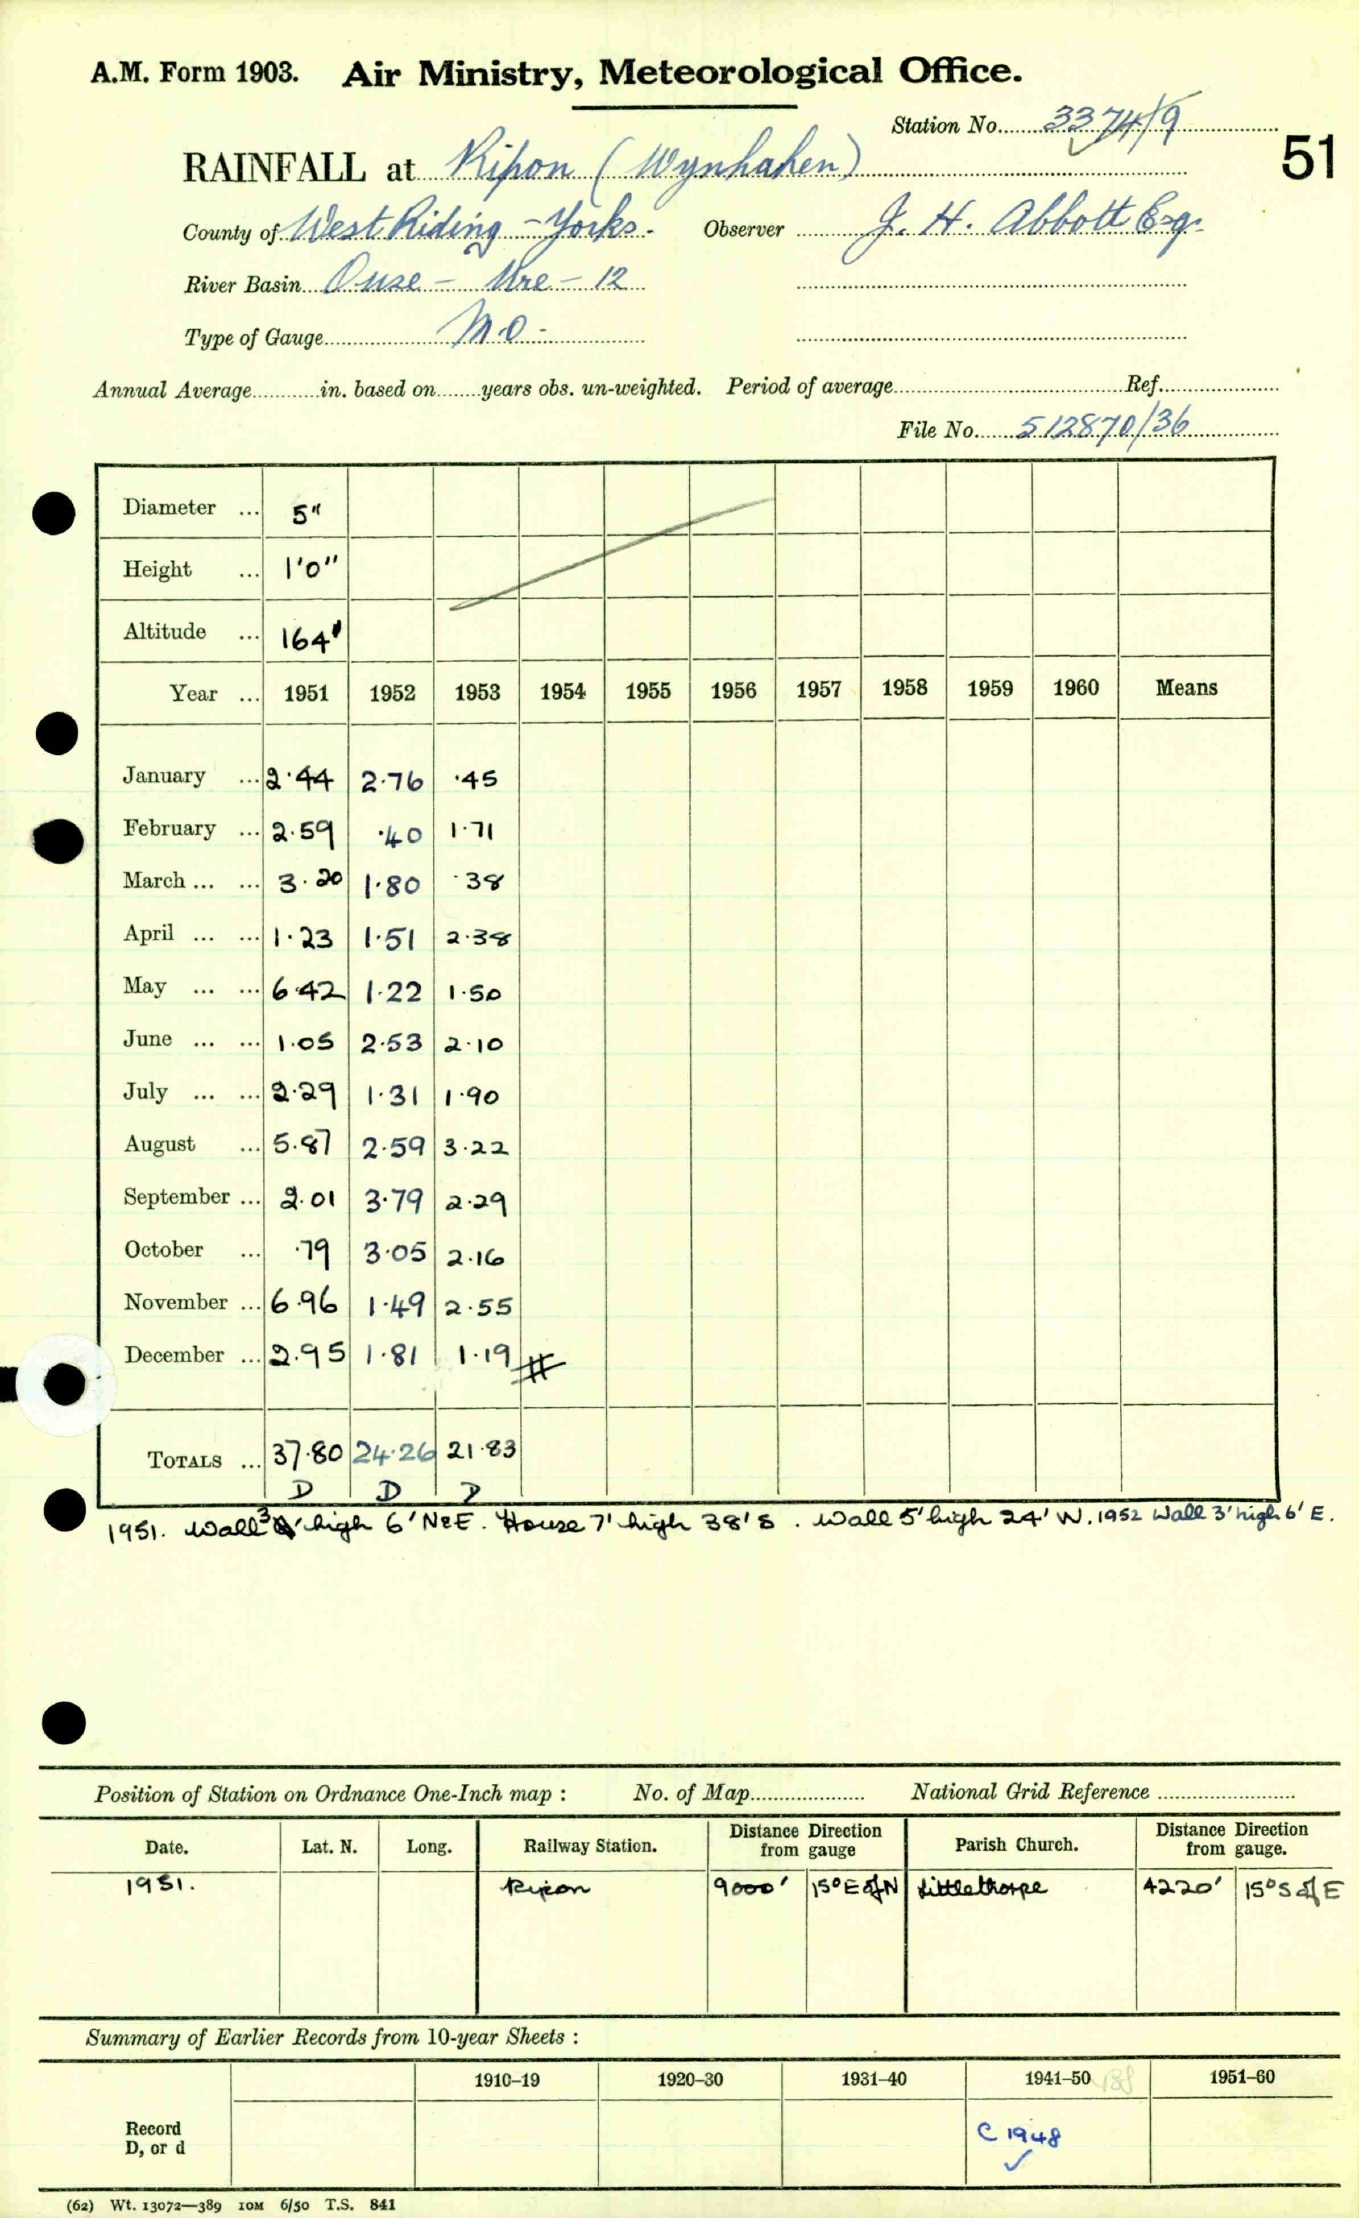 A.M. Form 1903. Air Ministry, Meteorological Office.
Station No. 3374/9
51
RAINFALL at Ripon (Wynhahen)
County of West Riding - Yorks. Observer J. H. Abbott Esq.
River Basin Ouse - Ure - 12
Type of Gauge M.O.
Annual Average in. based on years obs. un-weighted. Period of average Ref.
File No. 512870/36
Diameter ... 5"
Height ... 1'0"
Altitude ... 164'
Year ... 1951 1952 1953 1954 1955 1956 1957 1958 1959 1960 Means
January ... 2.44 2.76 .45
February ... 2.59 .40 1.71
March ... ... 3.20 1.80 .38
April ... ... 1.23 1.51 2.38
May ... ... 6.42 1.22 1.50
June ... ... 1.05 2.53 2.10
July ... ... 2.29 1.31 1.90
August ... 5.87 2.59 3.22
September ... 2.01 3.79 2.29
October ... .79 3.05 2.16
November ... 6.96 1.49 2.55
December ... 2.95 1.81 1.19 #
TOTALS ... 37.80 24.26 21.83
D D D
1951. Wall 3' high 6' N&E. House 7' high 38' S. Wall 5' high 24' W. 1952 Wall 3' high 6' E.
Position of Station on Ordnance One-Inch map : No. of Map National Grid Reference
Date. Lat. N. Long. Railway Station. Distance Direction from gauge Parish Church. Distance Direction from gauge.
1951. Ripon 9000' 15° E of N Littlethorpe 4220' 15° S of E
Summary of Earlier Records from 10-year Sheets :
1910–19 1920–30 1931–40 1941–50 1951–60
Record
D, or d
C 1948
(62) Wt. 13072—389 10M 6/50 T.S. 841